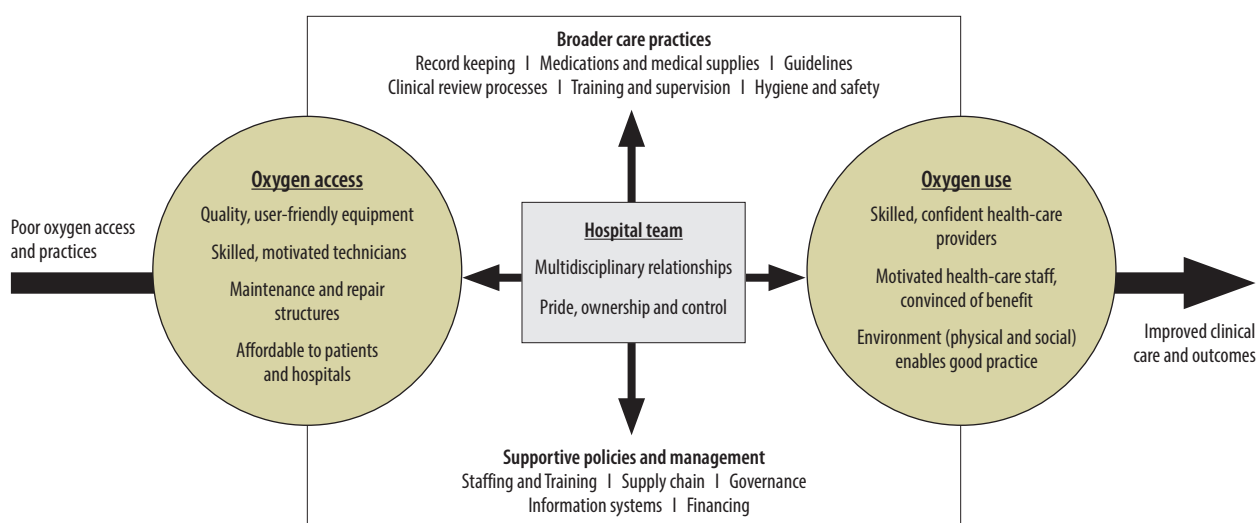 Broader care practices
Record keeping I Medications and medical supplies I Guidelines
Clinical review processes I Training and supervision I Hygiene and safety
Poor oxygen access
and practices
Oxygen access
Quality, user-friendly equipment
Skilled, motivated technicians
Maintenance and repair
structures
Affordable to patients
and hospitals
Hospital team
Multidisciplinary relationships
Pride, ownership and control
Oxygen use
Skilled, confident health-care
providers
Motivated health-care staff,
convinced of benefit
Environment (physical and social)
enables good practice
Improved clinical
care and outcomes
Supportive policies and management
Staffing and Training I Supply chain I Governance
Information systems I Financing